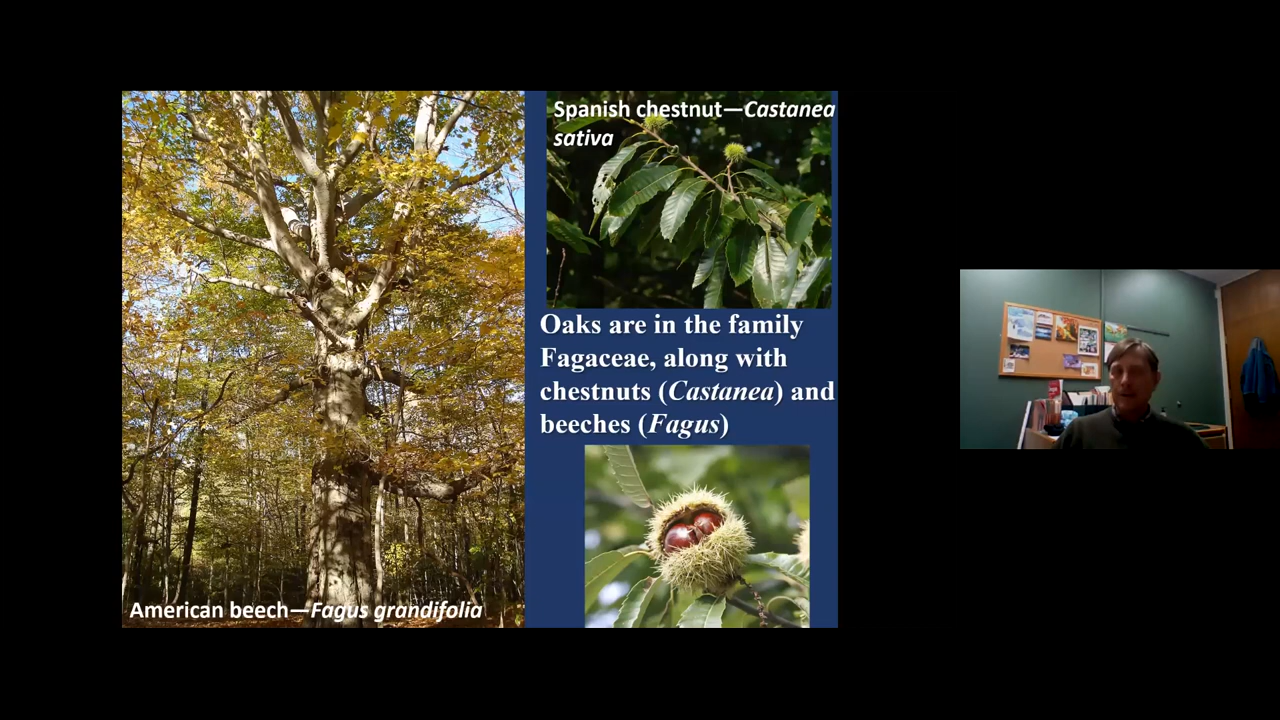 Spanish chestnut—Castanea
sativa
Oaks are in the family
Fagaceae, along with
chestnuts (Castanea) and
beeches (Fagus)
American beech—Fagus grandifolia